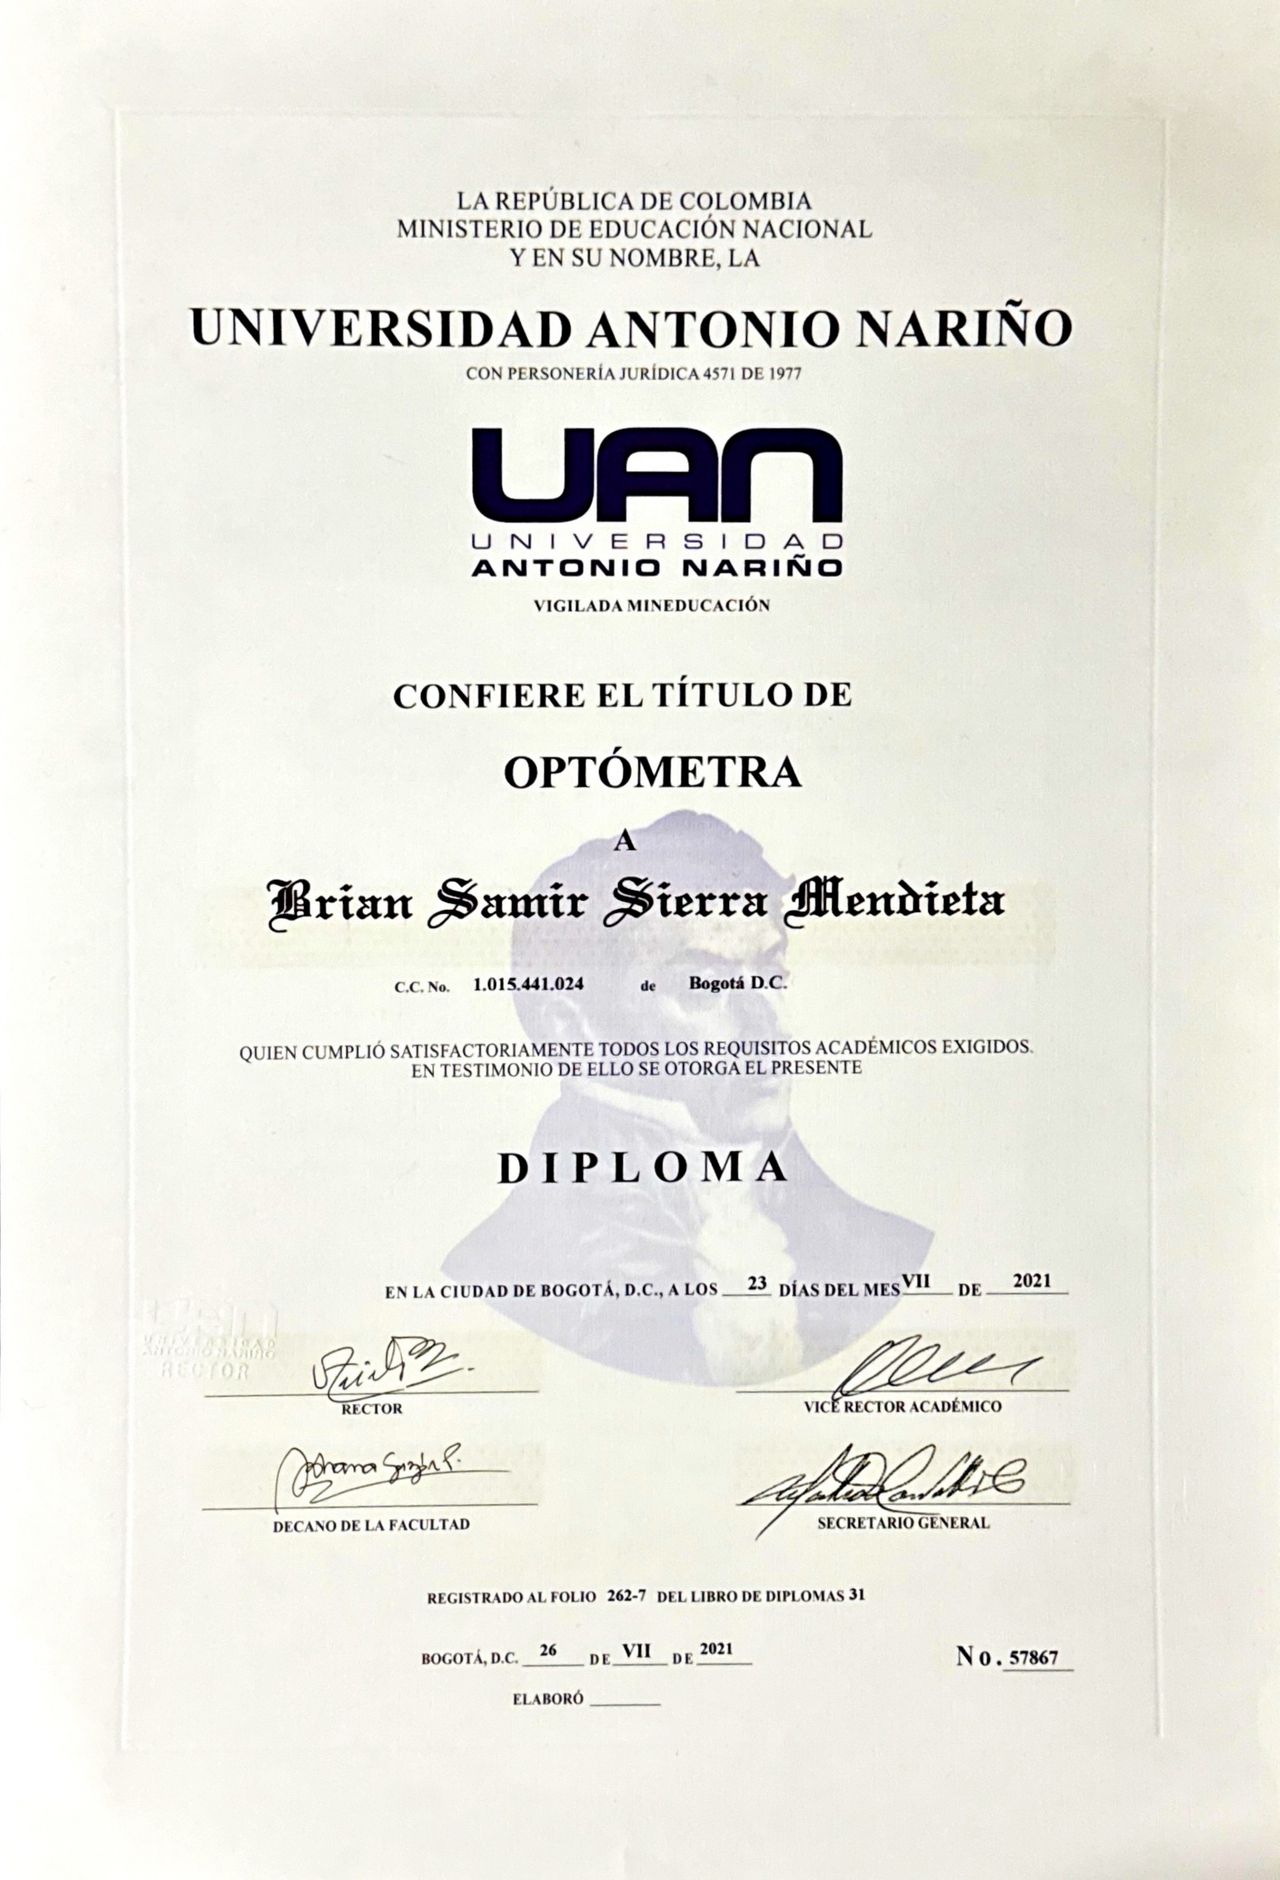 LA REPÚBLICA DE COLOMBIA
MINISTERIO DE EDUCACIÓN NACIONAL
Y EN SU NOMBRE, LA
UNIVERSIDAD ANTONIO NARIÑO
CON PERSONERÍA JURÍDICA 4571 DE 1977
UAN
UNIVERSIDAD
ANTONIO NARIÑO
VIGILADA MINEDUCACIÓN
CONFIERE EL TÍTULO DE
OPTÓMETRA
A
Brian Samir Sierra Mendieta
C.C. No. 1.015.441.024 de Bogotá D.C.
QUIEN CUMPLIÓ SATISFACTORIAMENTE TODOS LOS REQUISITOS ACADÉMICOS EXIGIDOS.
EN TESTIMONIO DE ELLO SE OTORGA EL PRESENTE
DIPLOMA
EN LA CIUDAD DE BOGOTÁ, D.C., A LOS 23 DÍAS DEL MES VII DE 2021
UAN
UNIVERSIDAD
ANTONIO NARIÑO
RECTOR
RECTOR
VICE RECTOR ACADÉMICO
DECANO DE LA FACULTAD
SECRETARIO GENERAL
REGISTRADO AL FOLIO 262-7 DEL LIBRO DE DIPLOMAS 31
BOGOTÁ, D.C. 26 DE VII DE 2021
No. 57867
ELABORÓ